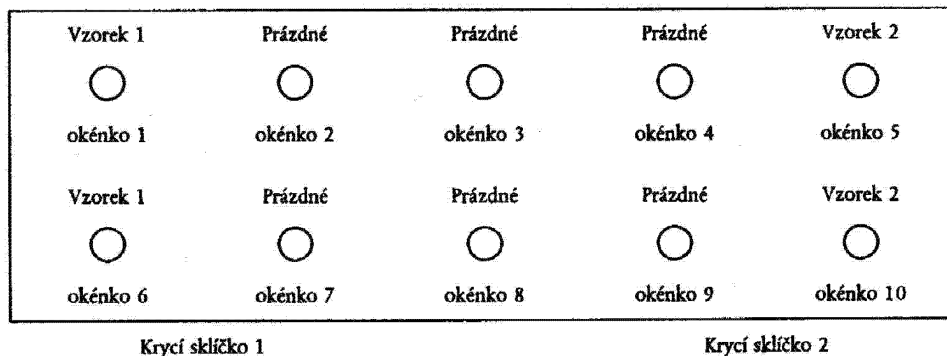 Vzorek 1 Prázdné Prázdné Prázdné Vzorek 2
okénko 1 okénko 2 okénko 3 okénko 4 okénko 5
Vzorek 1 Prázdné Prázdné Prázdné Vzorek 2
okénko 6 okénko 7 okénko 8 okénko 9 okénko 10
Krycí sklíčko 1 Krycí sklíčko 2